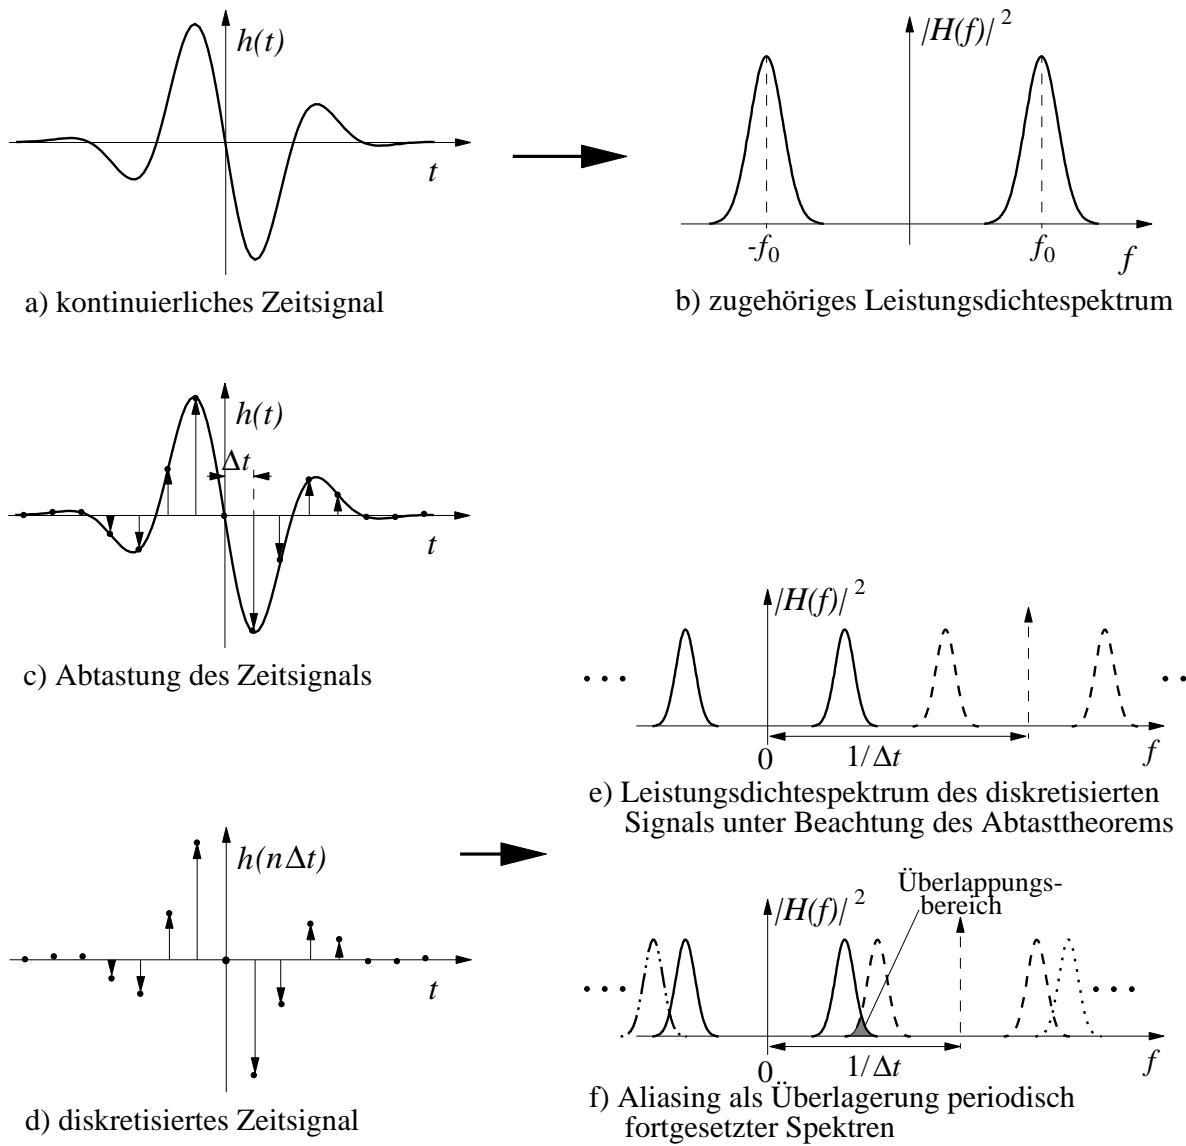 h(t)
t
a) kontinuierliches Zeitsignal
|H(f)| 2
-f0
f0
f
b) zugehöriges Leistungsdichtespektrum
h(t)
Δt
t
c) Abtastung des Zeitsignals
h(nΔt)
t
d) diskretisiertes Zeitsignal
|H(f)| 2
0
1/Δt
f
e) Leistungsdichtespektrum des diskretisierten
Signals unter Beachtung des Abtasttheorems
Überlappungs-
bereich
|H(f)| 2
0
1/Δt
f
f) Aliasing als Überlagerung periodisch
fortgesetzter Spektren